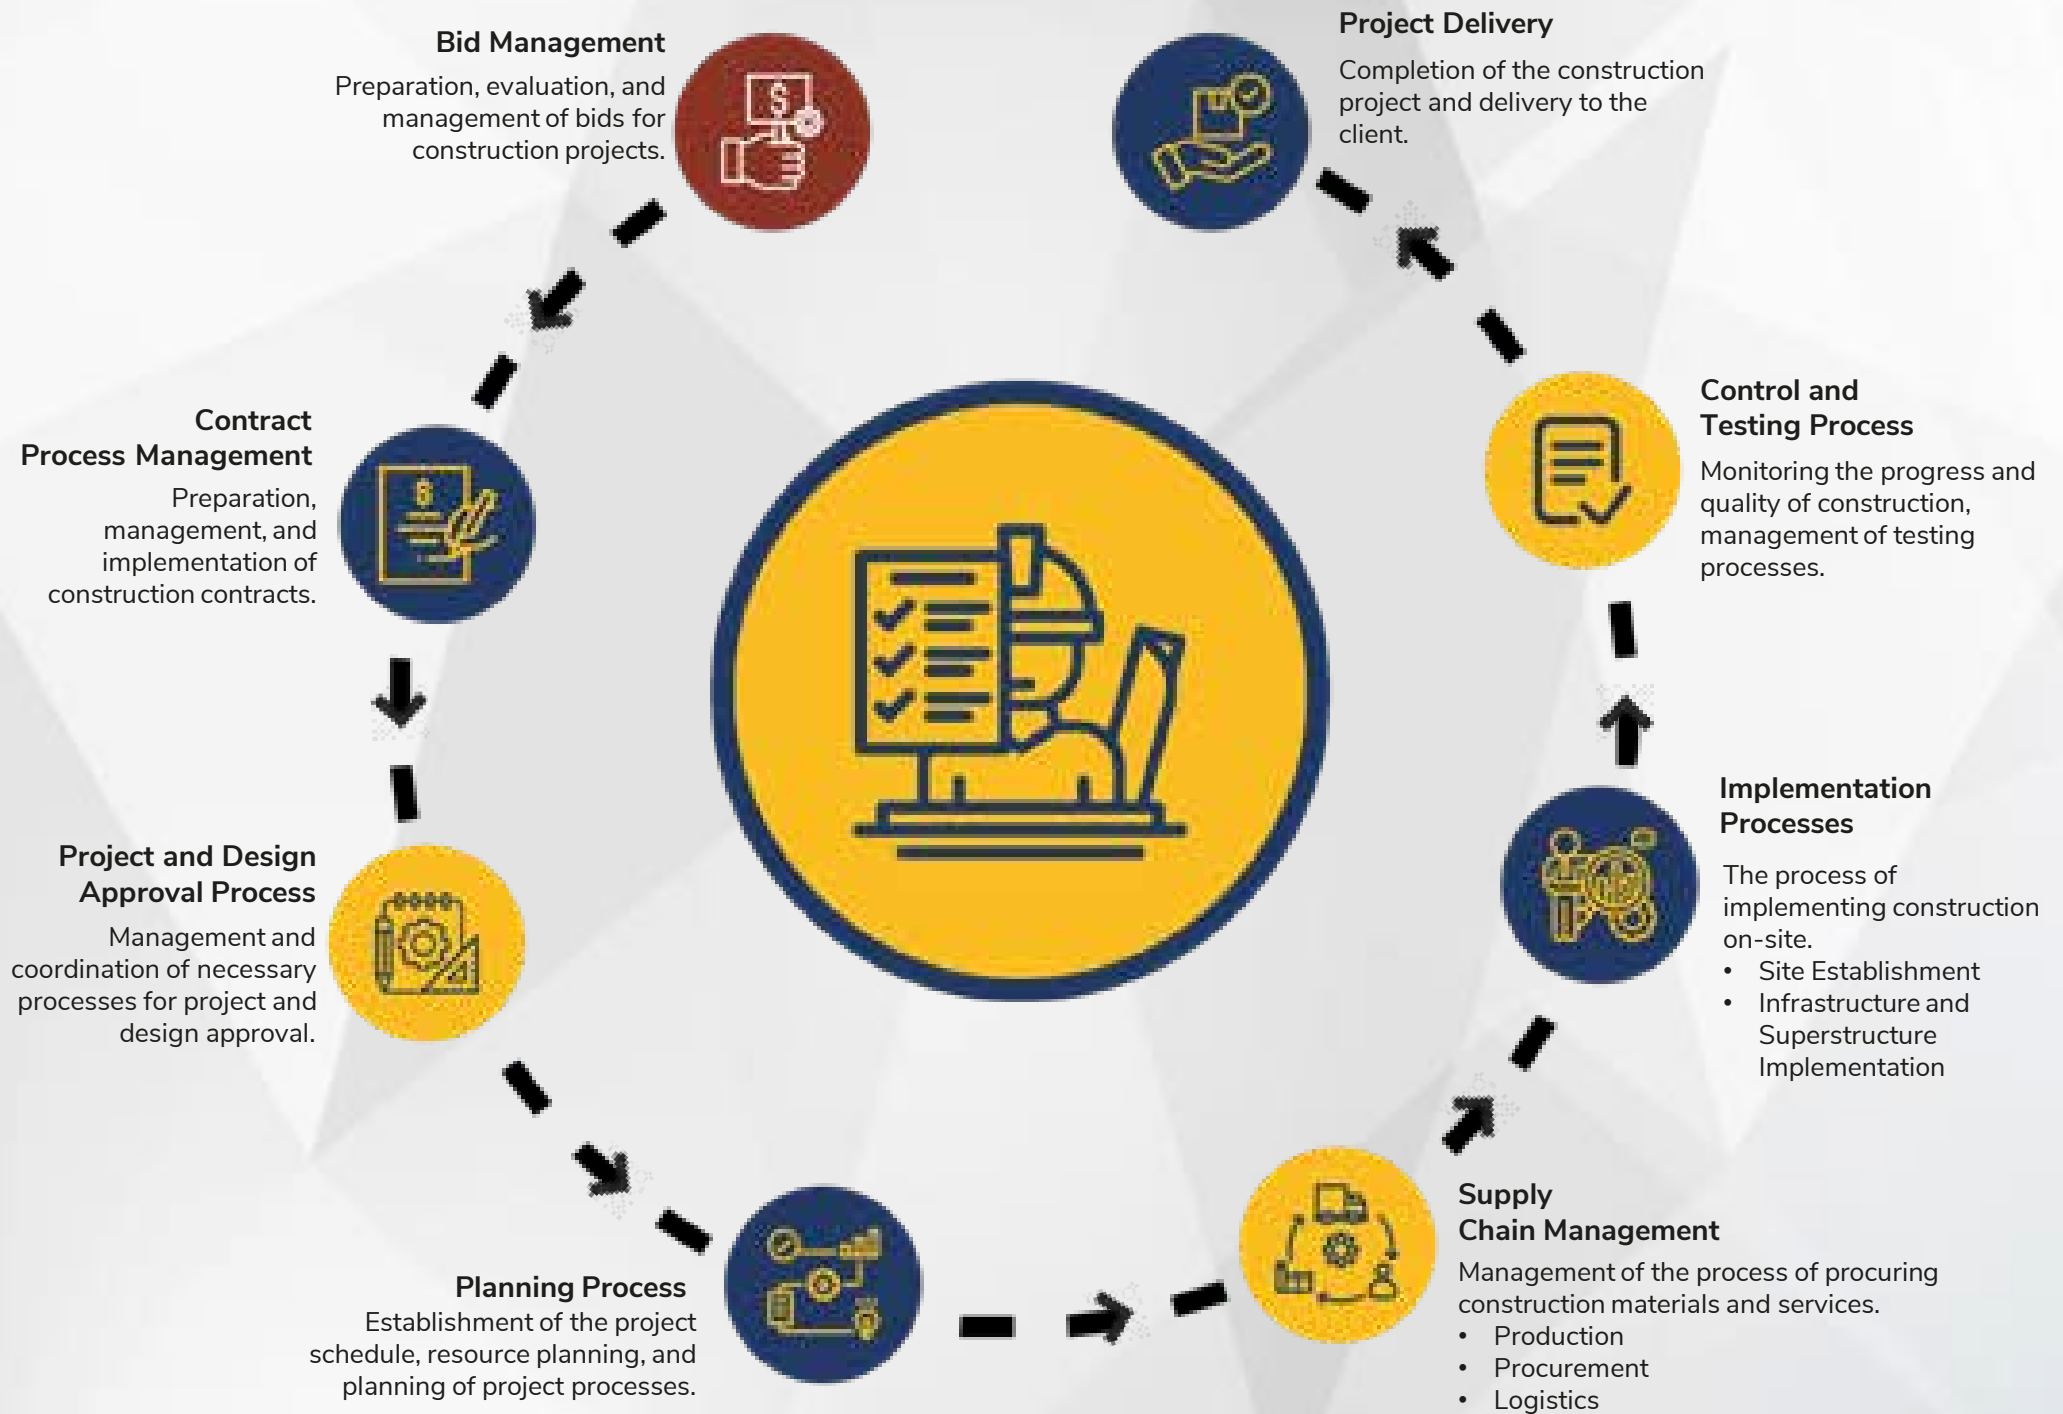 Bid Management
Preparation, evaluation, and
management of bids for
construction projects.
Contract
Process Management
Preparation,
management, and
implementation of
construction contracts.
Project and Design
Approval Process
Management and
coordination of necessary
processes for project and
design approval.
Planning Process
Establishment of the project
schedule, resource planning, and
planning of project processes.
Supply
Chain Management
Management of the process of procuring
construction materials and services.
• Production
• Procurement
• Logistics
Implementation
Processes
The process of
implementing construction
on-site.
• Site Establishment
• Infrastructure and
Superstructure
Implementation
Control and
Testing Process
Monitoring the progress and
quality of construction,
management of testing
processes.
Project Delivery
Completion of the construction
project and delivery to the
client.